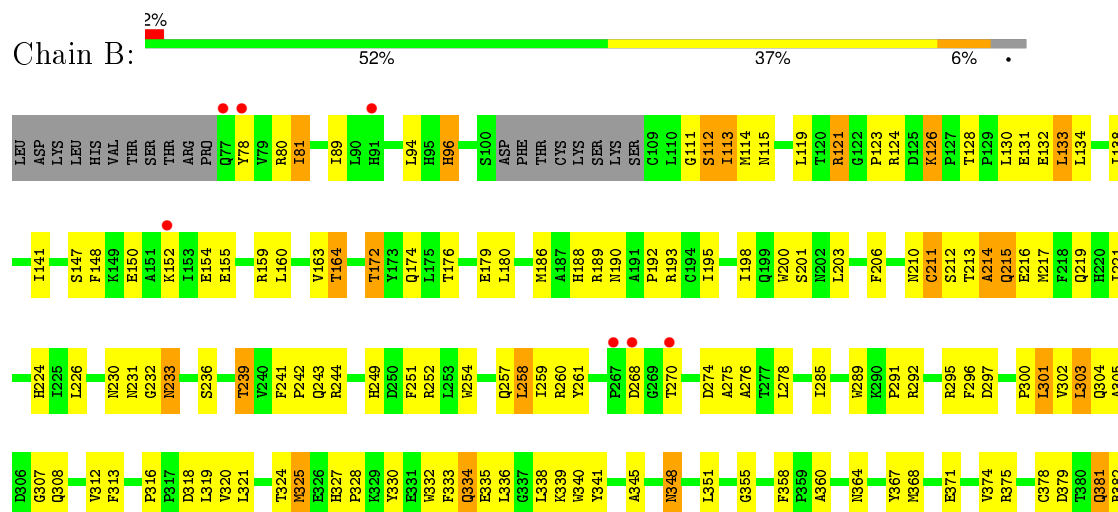 2%
Chain B:
52% 37% 6% •
LEU ASP LYS LEU HIS VAL THR SER THR ARG PRO Q77 Y78 V79 R80 I81 I89 L90 H91 L94 H95 H96 S100 ASP PHE THR CYS LYS SER LYS SER C109 L110 G111 S112 I113 M114 N115 L119 T120 R121 G122 P123 R124 D125 K126 P127 T128 P129 L130 E131 E132 L133 L134
I141 S147 F148 K149 E150 A151 K152 I153 E154 E155 R159 L160 V163 T164 T172 Y173 Q174 L175 T176 E179 L180 M186 A187 H188 R189 N190 A191 P192 R193 C194 I195 I198 Q199 W200 S201 N202 L203 F206 N210 C211 S212 T213 A214 Q215 E216 M217 F218 Q219 H220
H224 I225 L226 N230 N231 G232 N233 S236 T239 V240 F241 P242 Q243 R244 H249 D250 F251 R252 L253 W254 Q257 L258 I259 R260 Y261 P267 D268 G269 T270 D274 A275 A276 T277 L278 I285 W289 K290 P291 R292 R295 F296 D297 P300 L301 V302 L303 Q304 A305
D306 G307 Q308 V312 F313 P316 P317 D318 L319 V320 L321 T324 M325 E326 H327 P328 K329 Y330 E331 W332 F333 Q334 E335 L336 G337 L338 K339 W340 Y341 A345 N348 L351 G355 F358 P359 A360 N364 Y367 M368 E371 V374 R375 C378 D379 T380 Q381